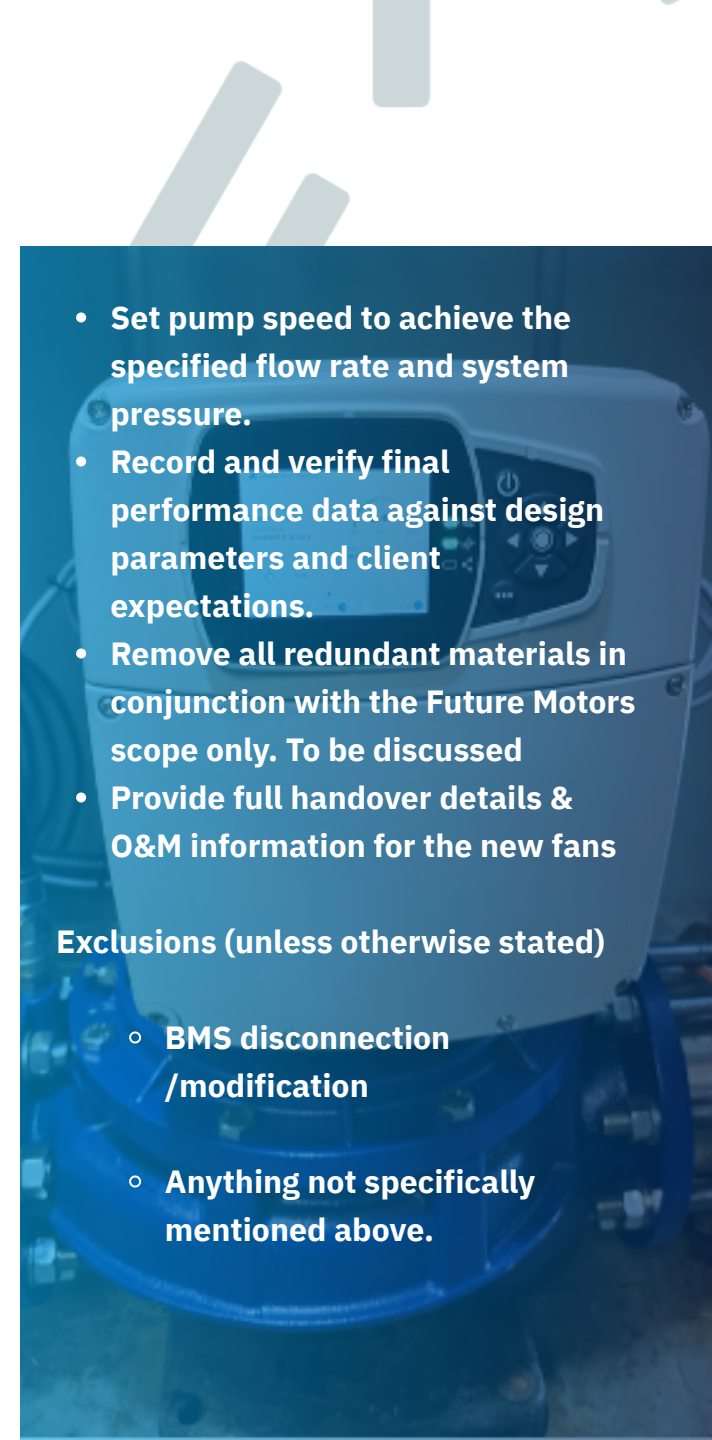 • Set pump speed to achieve the
specified flow rate and system
pressure.
• Record and verify final
performance data against design
parameters and client
expectations.
• Remove all redundant materials in
conjunction with the Future Motors
scope only. To be discussed
• Provide full handover details &
O&M information for the new fans
Exclusions (unless otherwise stated)
◦ BMS disconnection
/modification
◦ Anything not specifically
mentioned above.